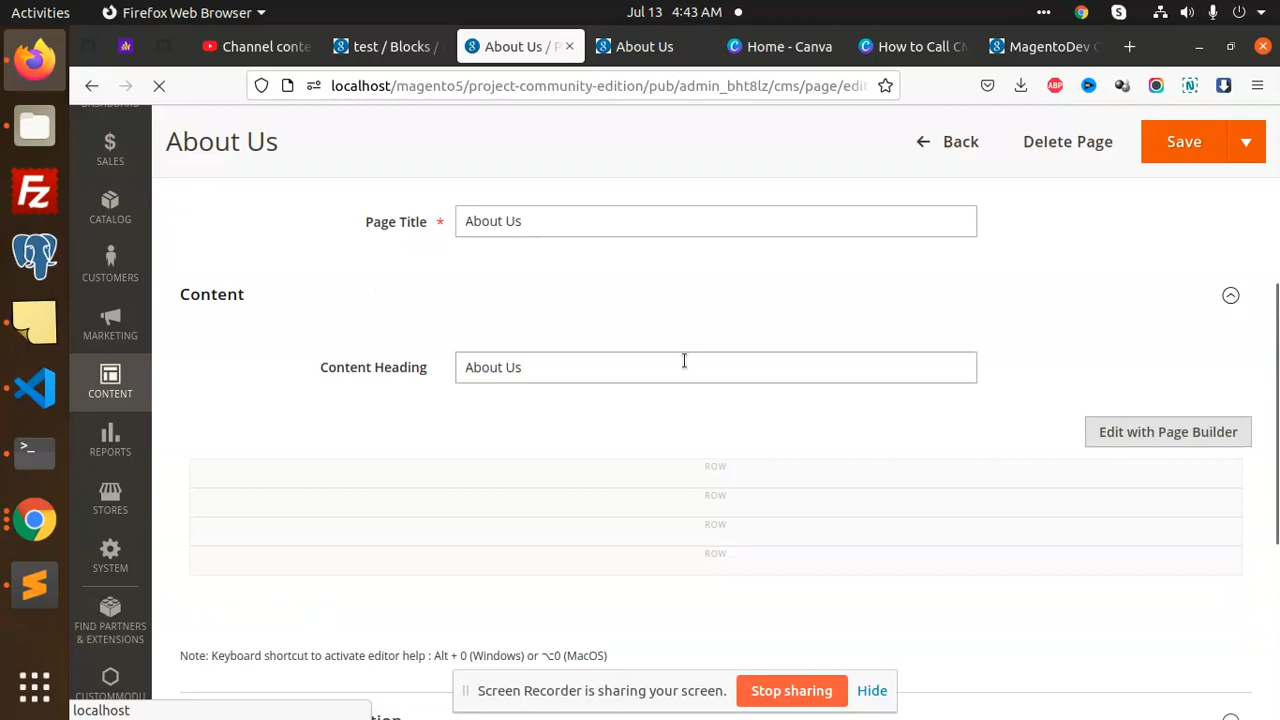 Activities
Firefox Web Browser
Jul 13 4:43 AM
Channel conte
test / Blocks /
About Us / P
About Us
Home - Canva
How to Call CM
MagentoDev C
localhost/magento5/project-community-edition/pub/admin_bht8lz/cms/page/edit
DASHBOARD
SALES
CATALOG
CUSTOMERS
MARKETING
CONTENT
REPORTS
STORES
SYSTEM
FIND PARTNERS
& EXTENSIONS
CUSTOMMODU
About Us
Back
Delete Page
Save
Page Title *
About Us
Content
Content Heading
About Us
Edit with Page Builder
ROW
ROW
ROW
ROW
Note: Keyboard shortcut to activate editor help : Alt + 0 (Windows) or ⌥0 (MacOS)
Screen Recorder is sharing your screen.
Stop sharing
Hide
localhost